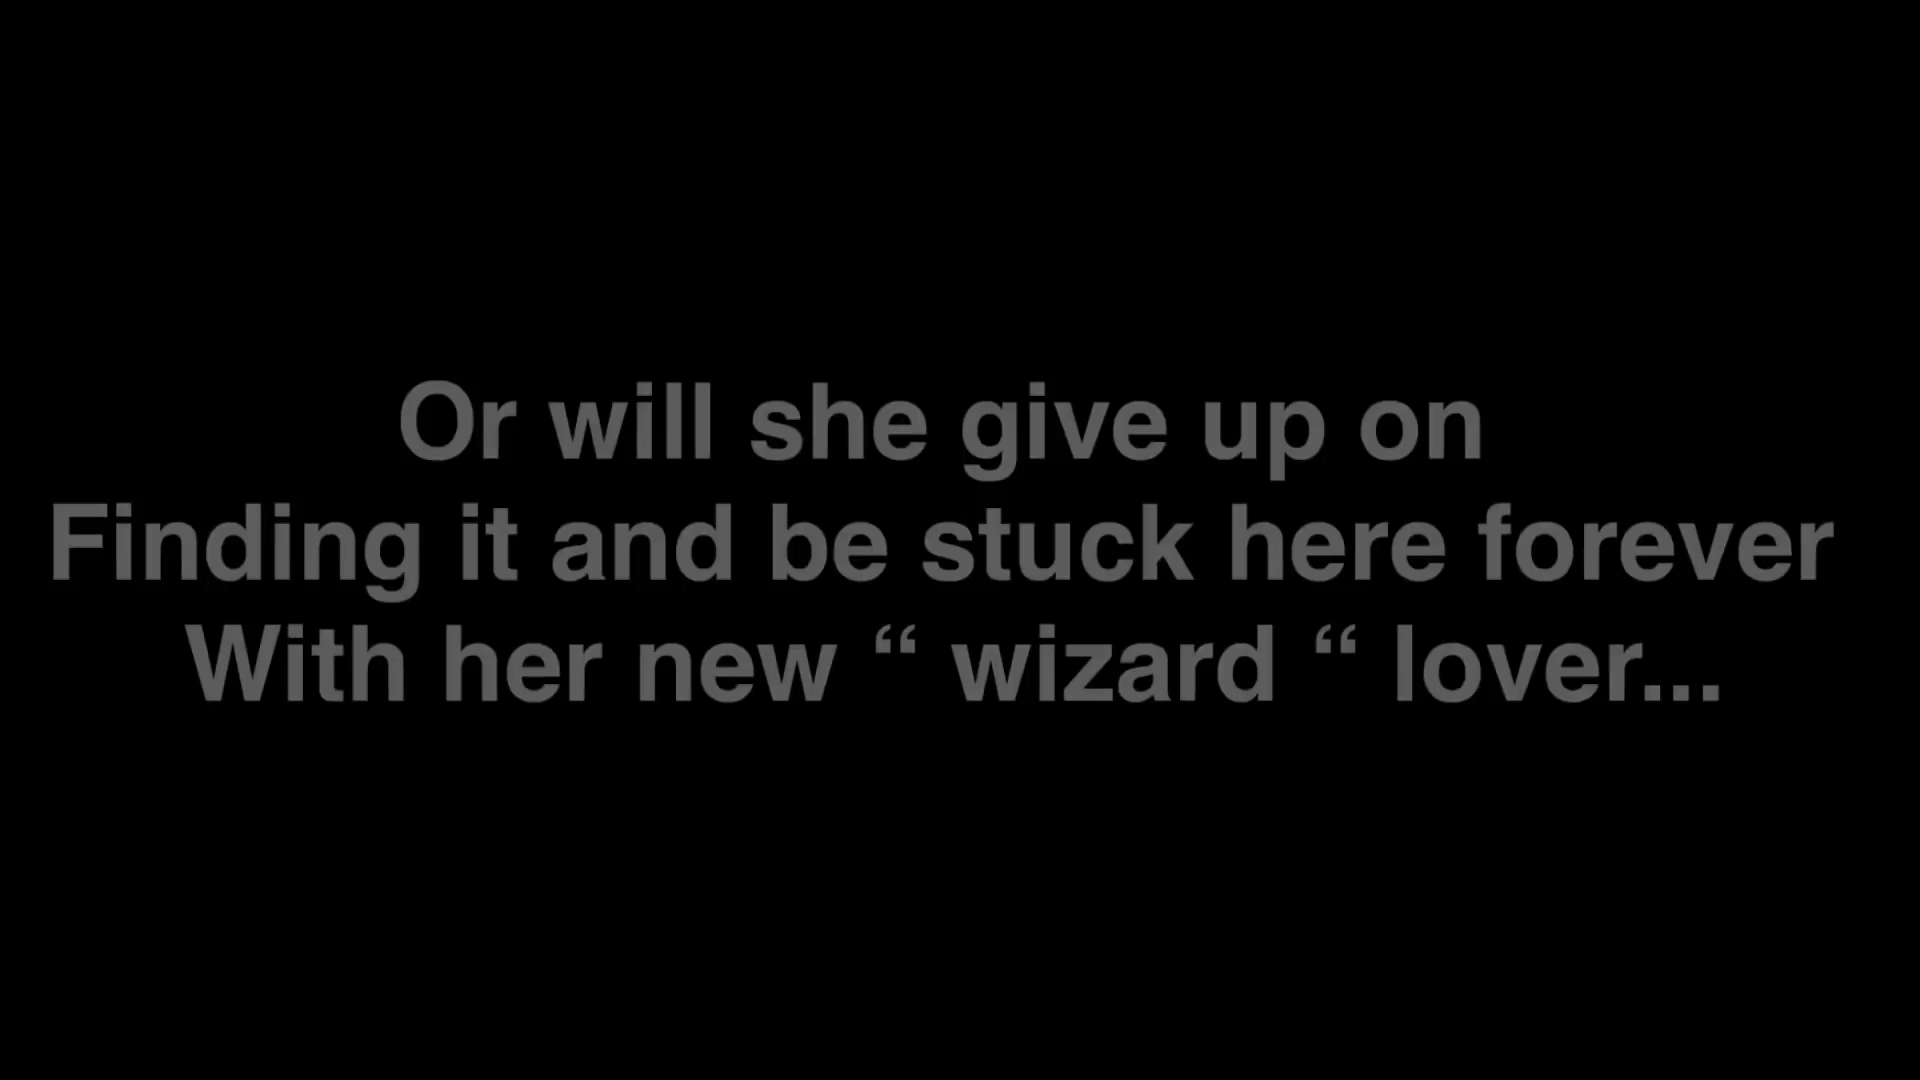 Or will she give up on
Finding it and be stuck here forever
With her new “ wizard “ lover...